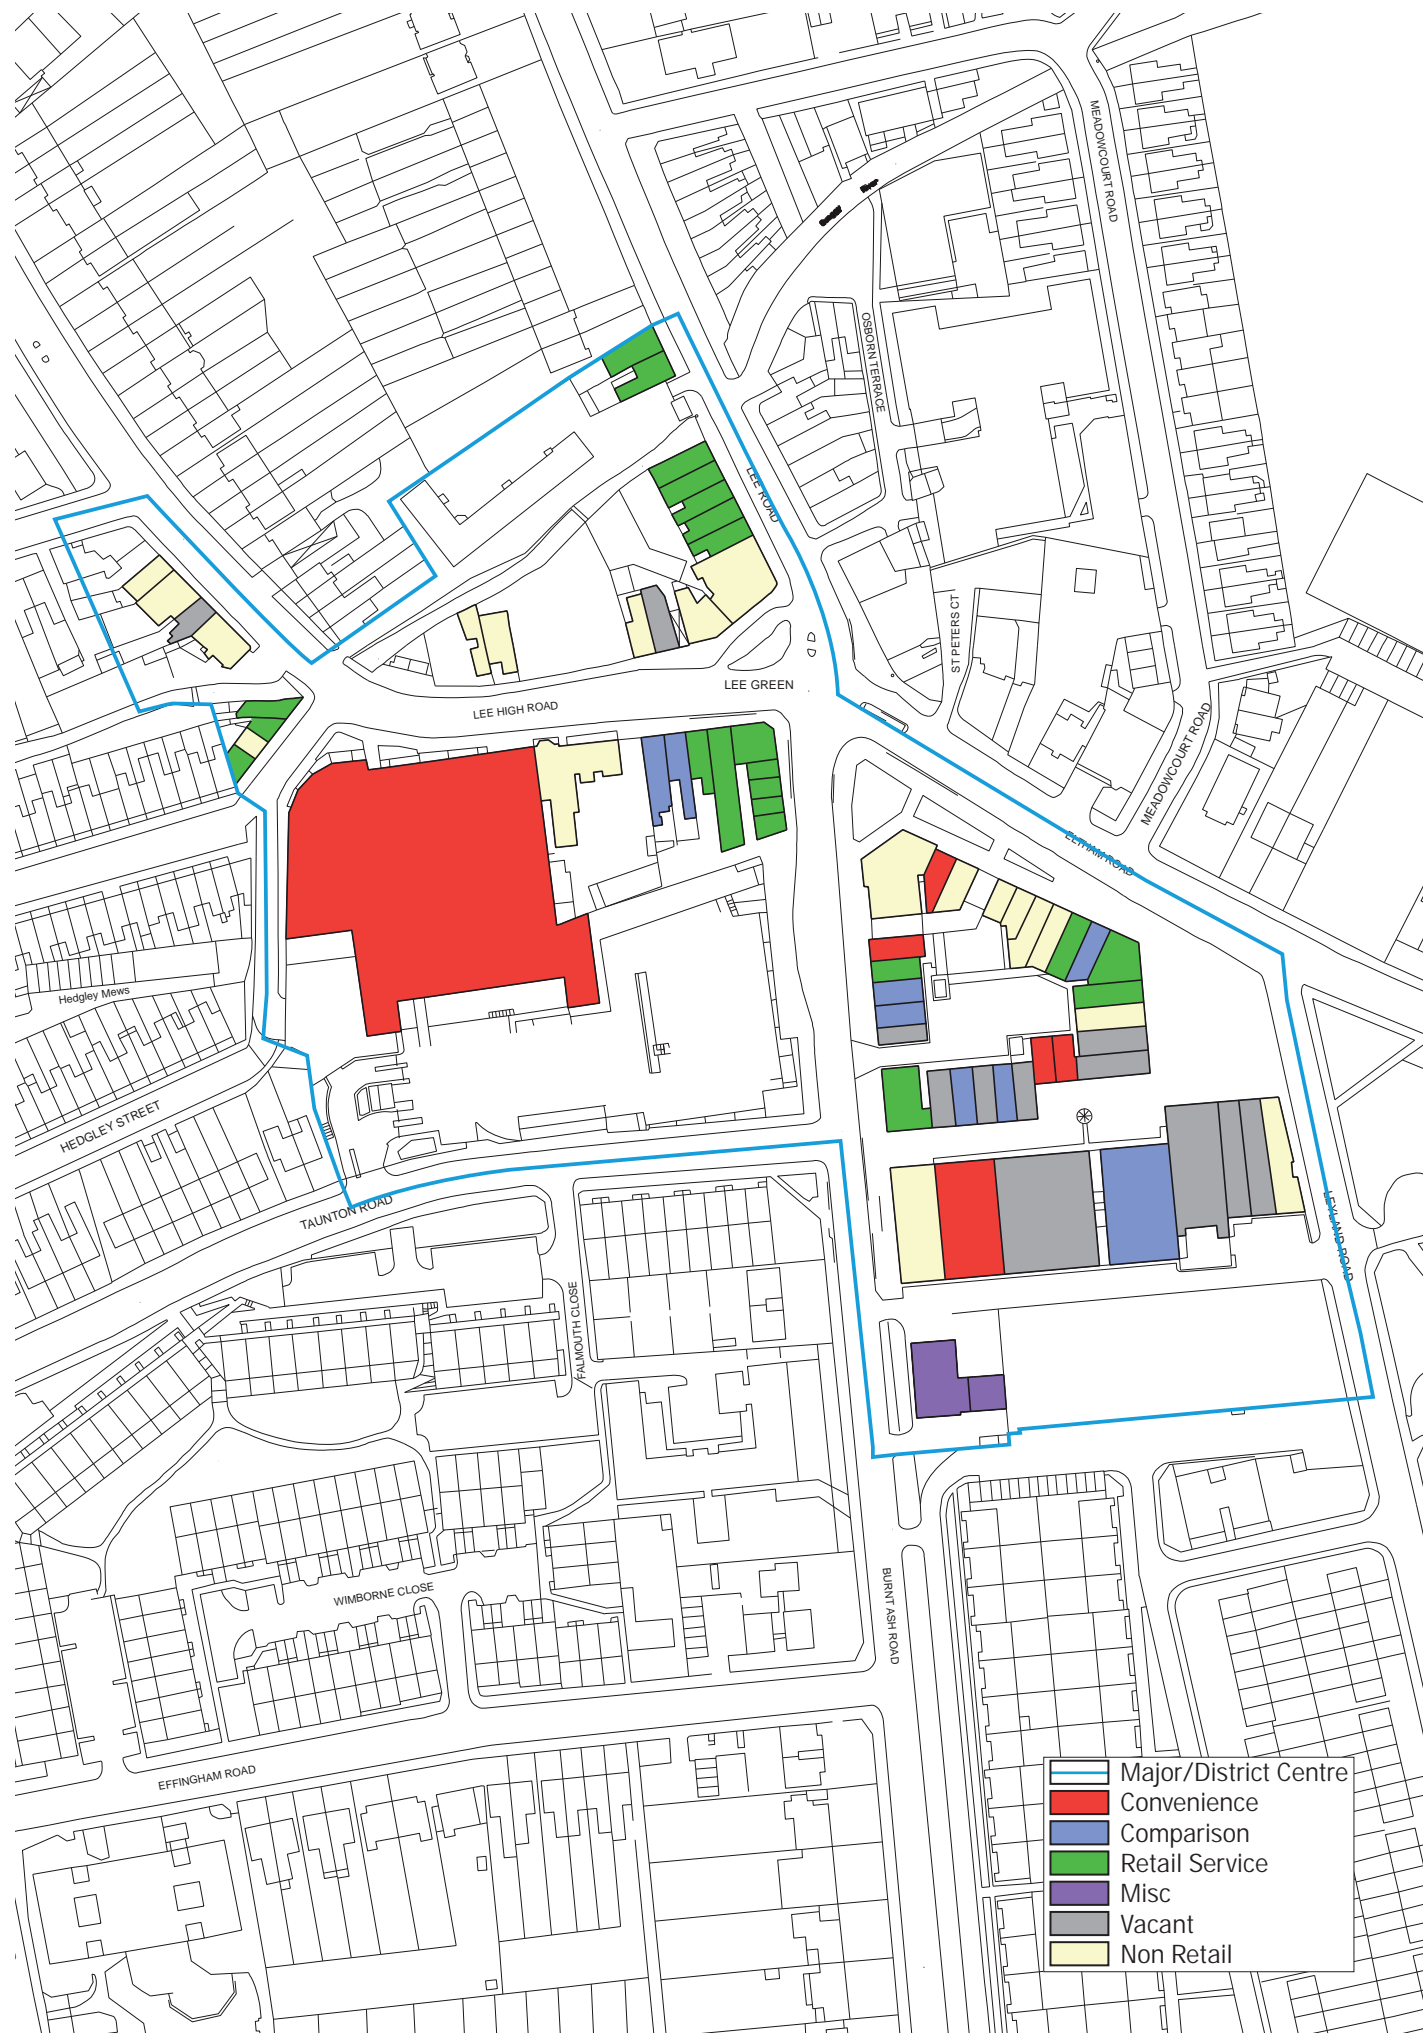 MEADOWCOURT ROAD
River
OSBORN TERRACE
LEE ROAD
ST PETERS CT
LEE GREEN
LEE HIGH ROAD
MEADOWCOURT ROAD
ELTHAM ROAD
Hedgley Mews
HEDGLEY STREET
TAUNTON ROAD
LEYLAND ROAD
FALMOUTH CLOSE
WIMBORNE CLOSE
BURNT ASH ROAD
EFFINGHAM ROAD
Major/District Centre
Convenience
Comparison
Retail Service
Misc
Vacant
Non Retail